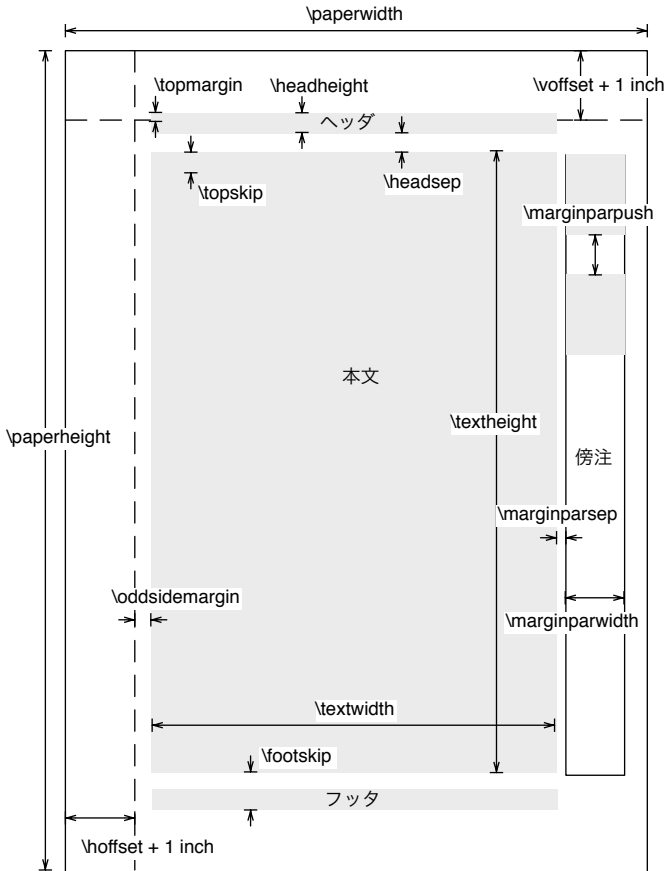 \paperwidth
\topmargin
\headheight
\voffset + 1 inch
ヘッダ
\topskip
\headsep
\marginparpush
本文
\textheight
\paperheight
傍注
\marginparsep
\oddsidemargin
\marginparwidth
\textwidth
\footskip
フッタ
\hoffset + 1 inch